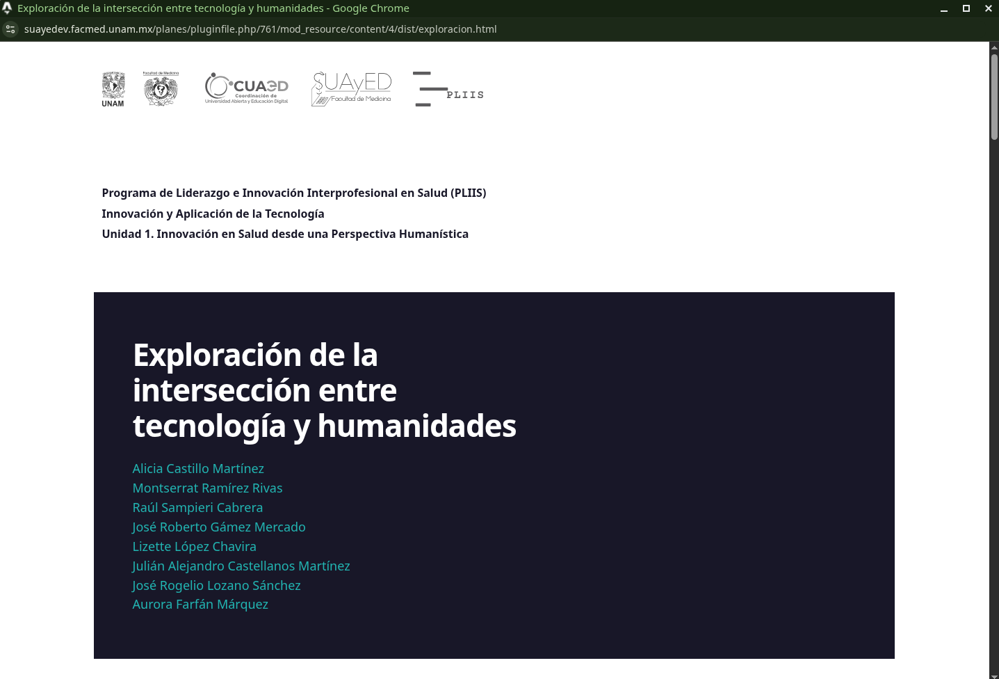 Exploración de la intersección entre tecnología y humanidades - Google Chrome
suayedev.facmed.unam.mx/planes/pluginfile.php/761/mod_resource/content/4/dist/exploracion.html
UNAM
Facultad de Medicina
CUAED
Coordinación de
Universidad Abierta y Educación Digital
SUAyED
Facultad de Medicina
PLIIS
Programa de Liderazgo e Innovación Interprofesional en Salud (PLIIS)
Innovación y Aplicación de la Tecnología
Unidad 1. Innovación en Salud desde una Perspectiva Humanística
Exploración de la
intersección entre
tecnología y humanidades
Alicia Castillo Martínez
Montserrat Ramírez Rivas
Raúl Sampieri Cabrera
José Roberto Gámez Mercado
Lizette López Chavira
Julián Alejandro Castellanos Martínez
José Rogelio Lozano Sánchez
Aurora Farfán Márquez